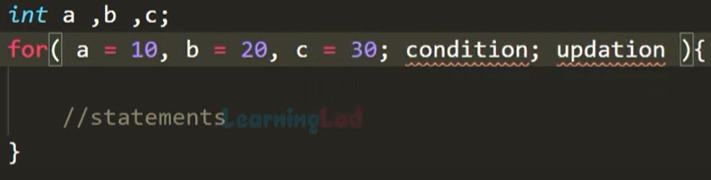 int a ,b ,c;
for( a = 10, b = 20, c = 30; condition; updation ){
//statements
LearningLad
}